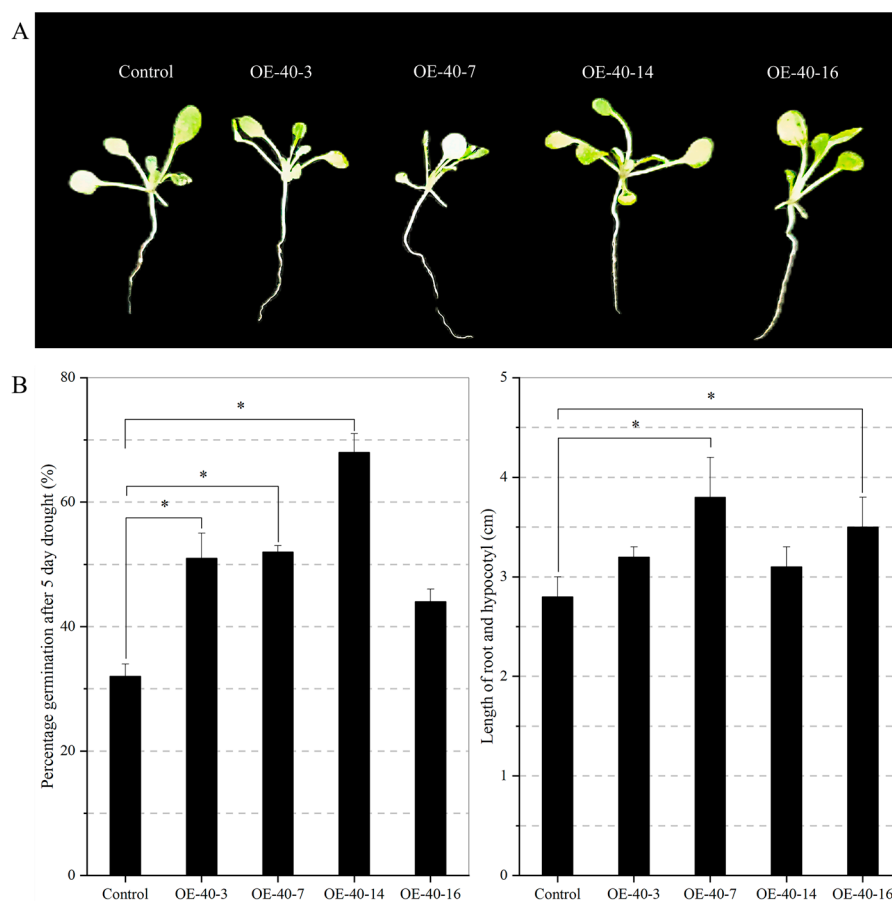 A
Control OE-40-3 OE-40-7 OE-40-14 OE-40-16
B
Percentage germination after 5 day drought (%)
80
60
40
20
0
*
*
*
Control OE-40-3 OE-40-7 OE-40-14 OE-40-16
Length of root and hypocotyl (cm)
5
4
3
2
1
0
*
*
Control OE-40-3 OE-40-7 OE-40-14 OE-40-16